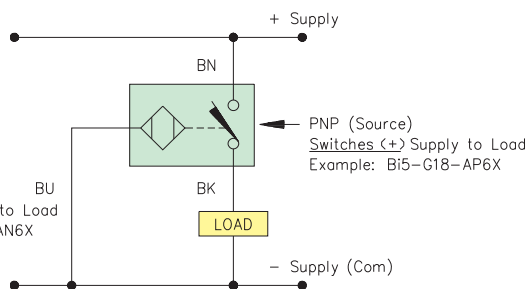 + Supply
BN
PNP (Source)
Switches (+) Supply to Load
Example: Bi5-G18-AP6X
BU
to Load
AN6X
BK
LOAD
- Supply (Com)